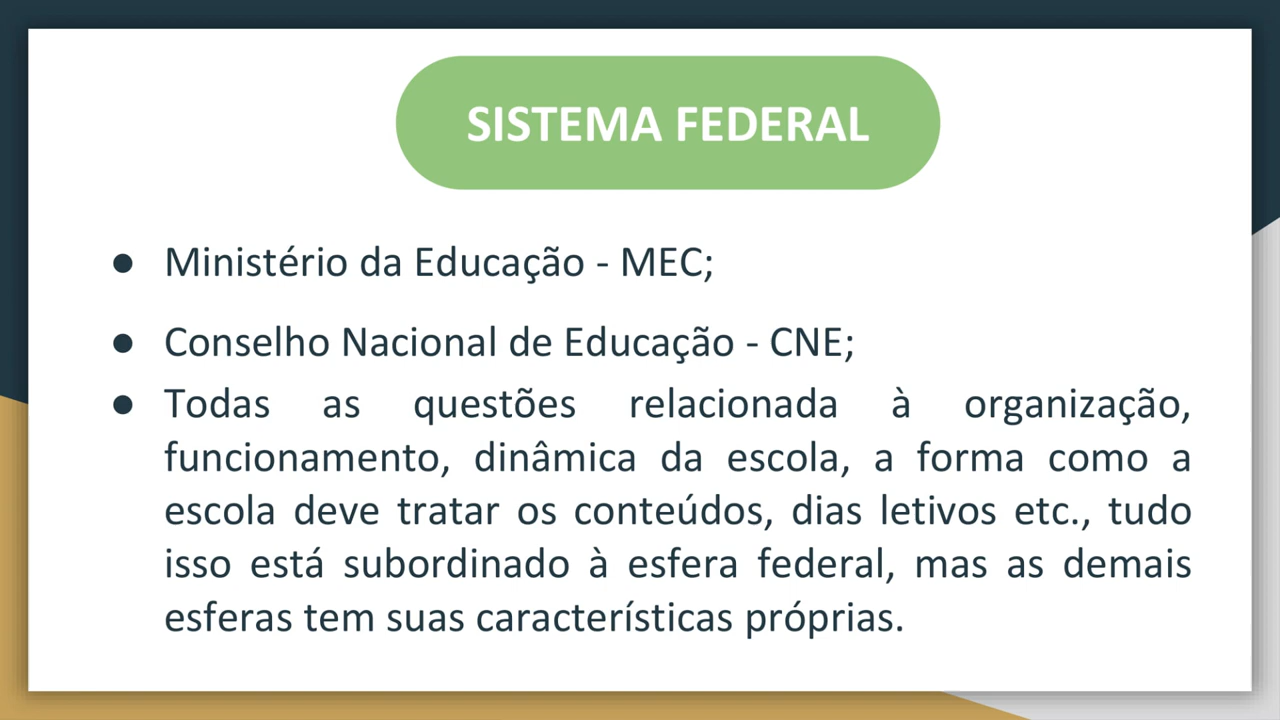 SISTEMA FEDERAL
● Ministério da Educação - MEC;
● Conselho Nacional de Educação - CNE;
● Todas as questões relacionada à organização,
funcionamento, dinâmica da escola, a forma como a
escola deve tratar os conteúdos, dias letivos etc., tudo
isso está subordinado à esfera federal, mas as demais
esferas tem suas características próprias.